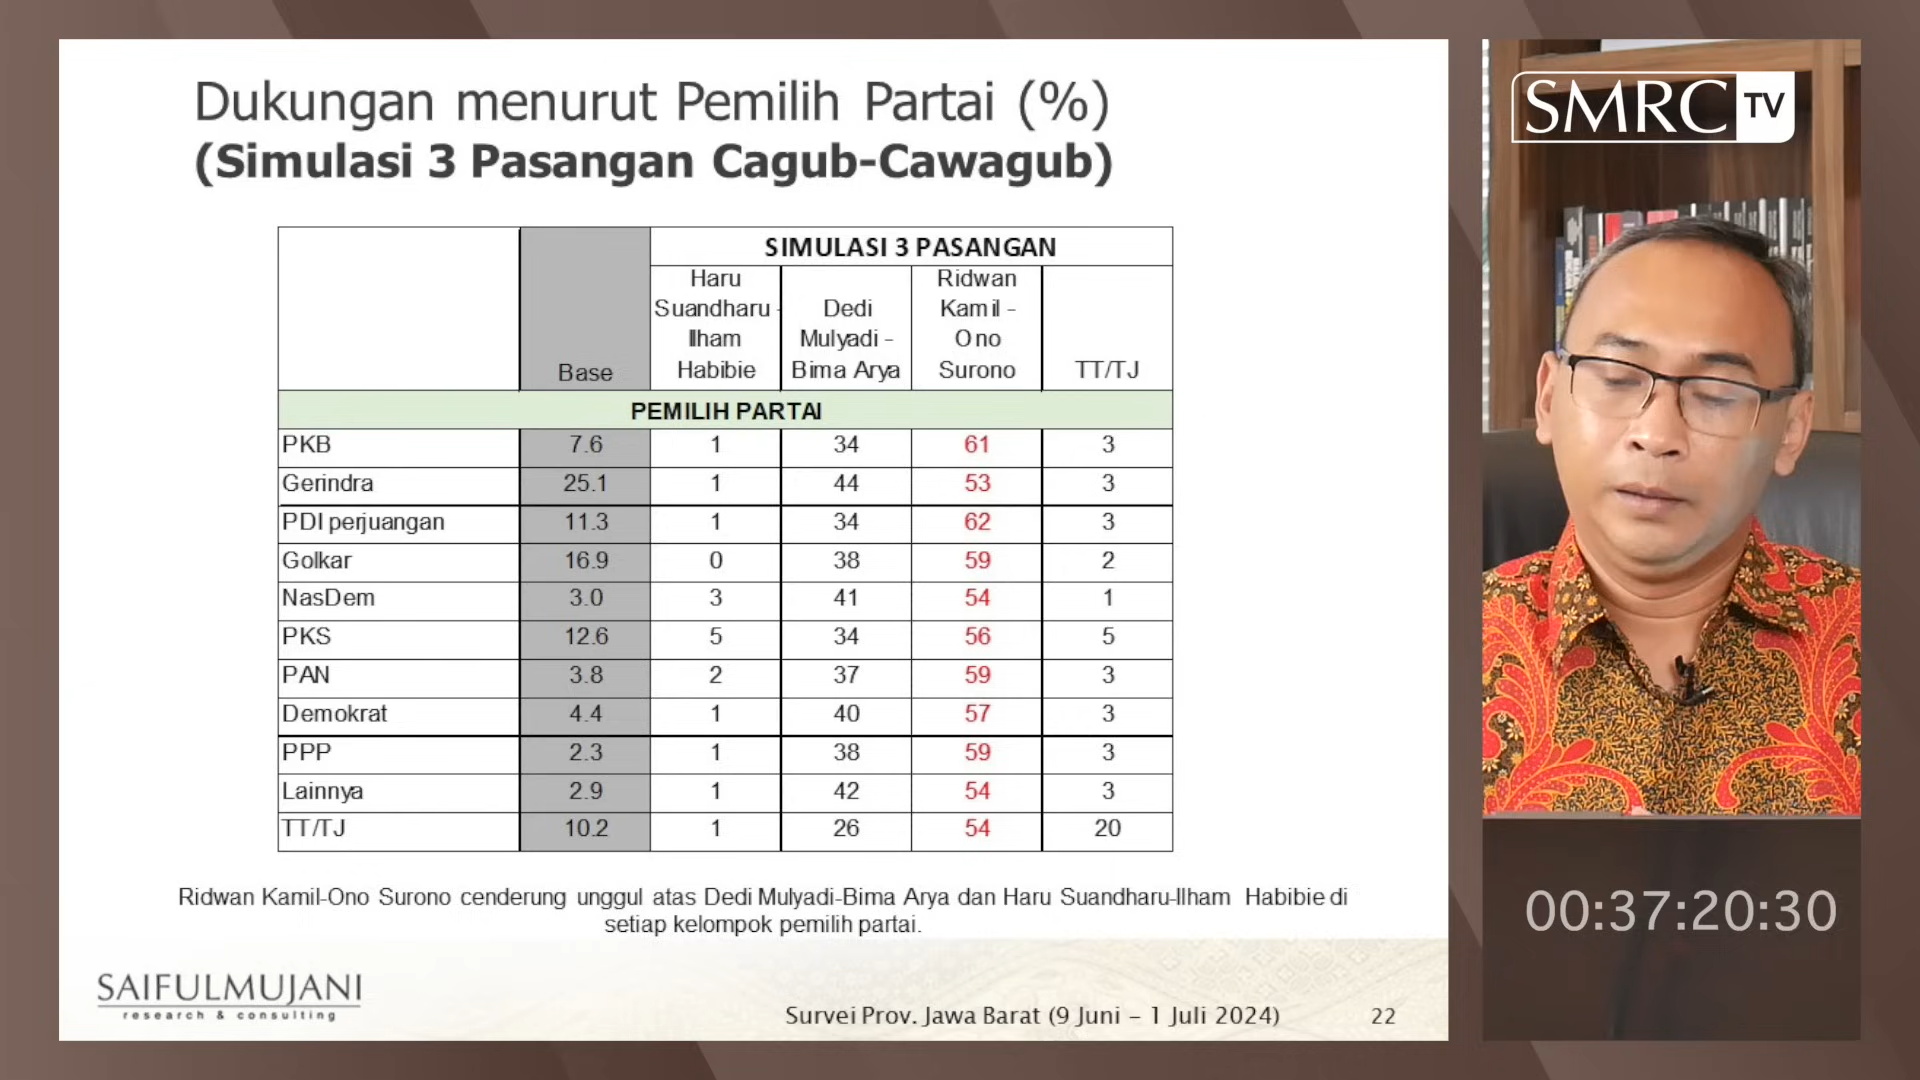 Dukungan menurut Pemilih Partai (%)
(Simulasi 3 Pasangan Cagub-Cawagub)
SIMULASI 3 PASANGAN
Base
Haru
Suandharu -
Ilham
Habibie
Dedi
Mulyadi -
Bima Arya
Ridwan
Kamil -
Ono
Surono
TT/TJ
PEMILIH PARTAI
PKB 7.6 1 34 61 3
Gerindra 25.1 1 44 53 3
PDI perjuangan 11.3 1 34 62 3
Golkar 16.9 0 38 59 2
NasDem 3.0 3 41 54 1
PKS 12.6 5 34 56 5
PAN 3.8 2 37 59 3
Demokrat 4.4 1 40 57 3
PPP 2.3 1 38 59 3
Lainnya 2.9 1 42 54 3
TT/TJ 10.2 1 26 54 20
Ridwan Kamil-Ono Surono cenderung unggul atas Dedi Mulyadi-Bima Arya dan Haru Suandharu-Ilham Habibie di
setiap kelompok pemilih partai.
SAIFULMUJANI
research & consulting
Survei Prov. Jawa Barat (9 Juni – 1 Juli 2024)
22
SMRC TV
00:37:20:30